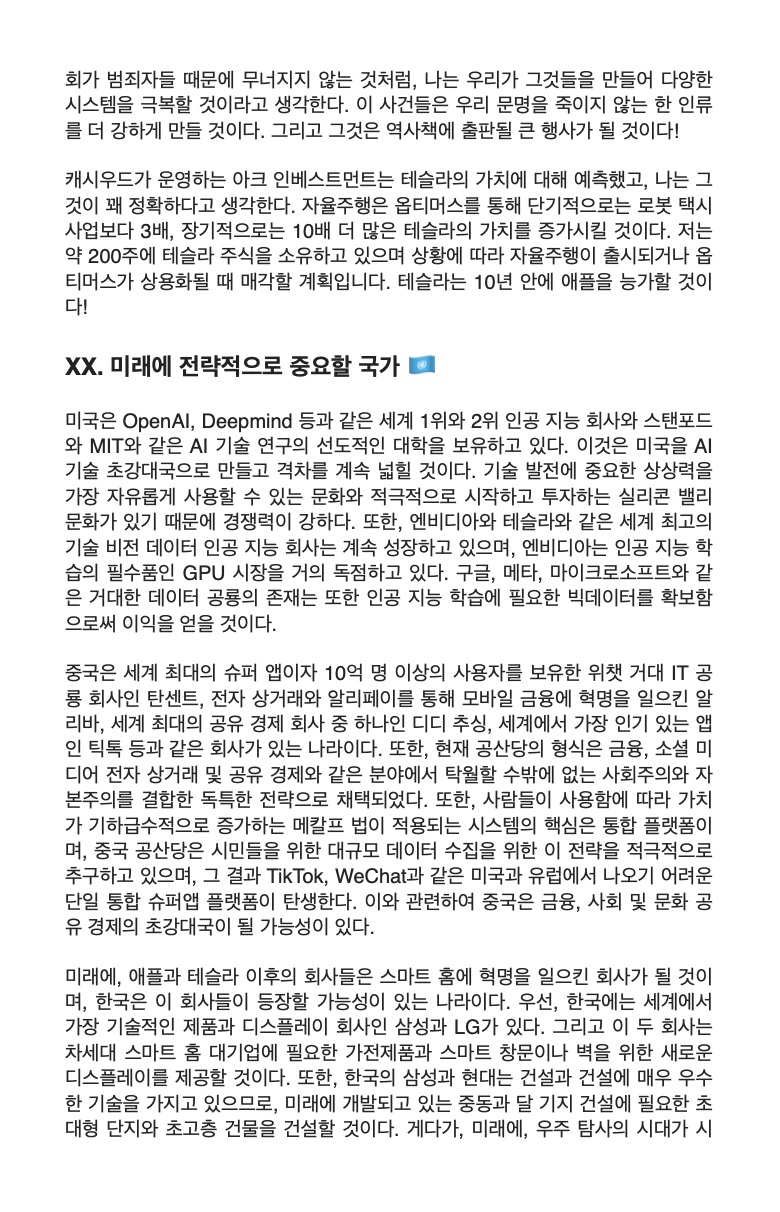 회가 범죄자들 때문에 무너지지 않는 것처럼, 나는 우리가 그것들을 만들어 다양한
시스템을 극복할 것이라고 생각한다. 이 사건들은 우리 문명을 죽이지 않는 한 인류
를 더 강하게 만들 것이다. 그리고 그것은 역사책에 출판될 큰 행사가 될 것이다!
캐시우드가 운영하는 아크 인베스트먼트는 테슬라의 가치에 대해 예측했고, 나는 그
것이 꽤 정확하다고 생각한다. 자율주행은 옵티머스를 통해 단기적으로는 로봇 택시
사업보다 3배, 장기적으로는 10배 더 많은 테슬라의 가치를 증가시킬 것이다. 저는
약 200주에 테슬라 주식을 소유하고 있으며 상황에 따라 자율주행이 출시되거나 옵
티머스가 상용화될 때 매각할 계획입니다. 테슬라는 10년 안에 애플을 능가할 것이
다!
XX. 미래에 전략적으로 중요할 국가 🇺🇳
미국은 OpenAI, Deepmind 등과 같은 세계 1위와 2위 인공 지능 회사와 스탠포드
와 MIT와 같은 AI 기술 연구의 선도적인 대학을 보유하고 있다. 이것은 미국을 AI
기술 초강대국으로 만들고 격차를 계속 넓힐 것이다. 기술 발전에 중요한 상상력을
가장 자유롭게 사용할 수 있는 문화와 적극적으로 시작하고 투자하는 실리콘 밸리
문화가 있기 때문에 경쟁력이 강하다. 또한, 엔비디아와 테슬라와 같은 세계 최고의
기술 비전 데이터 인공 지능 회사는 계속 성장하고 있으며, 엔비디아는 인공 지능 학
습의 필수품인 GPU 시장을 거의 독점하고 있다. 구글, 메타, 마이크로소프트와 같
은 거대한 데이터 공룡의 존재는 또한 인공 지능 학습에 필요한 빅데이터를 확보함
으로써 이익을 얻을 것이다.
중국은 세계 최대의 슈퍼 앱이자 10억 명 이상의 사용자를 보유한 위챗 거대 IT 공
룡 회사인 탄센트, 전자 상거래와 알리페이를 통해 모바일 금융에 혁명을 일으킨 알
리바, 세계 최대의 공유 경제 회사 중 하나인 디디 추싱, 세계에서 가장 인기 있는 앱
인 틱톡 등과 같은 회사가 있는 나라이다. 또한, 현재 공산당의 형식은 금융, 소셜 미
디어 전자 상거래 및 공유 경제와 같은 분야에서 탁월할 수밖에 없는 사회주의와 자
본주의를 결합한 독특한 전략으로 채택되었다. 또한, 사람들이 사용함에 따라 가치
가 기하급수적으로 증가하는 메칼프 법이 적용되는 시스템의 핵심은 통합 플랫폼이
며, 중국 공산당은 시민들을 위한 대규모 데이터 수집을 위한 이 전략을 적극적으로
추구하고 있으며, 그 결과 TikTok, WeChat과 같은 미국과 유럽에서 나오기 어려운
단일 통합 슈퍼앱 플랫폼이 탄생한다. 이와 관련하여 중국은 금융, 사회 및 문화 공
유 경제의 초강대국이 될 가능성이 있다.
미래에, 애플과 테슬라 이후의 회사들은 스마트 홈에 혁명을 일으킨 회사가 될 것이
며, 한국은 이 회사들이 등장할 가능성이 있는 나라이다. 우선, 한국에는 세계에서
가장 기술적인 제품과 디스플레이 회사인 삼성과 LG가 있다. 그리고 이 두 회사는
차세대 스마트 홈 대기업에 필요한 가전제품과 스마트 창문이나 벽을 위한 새로운
디스플레이를 제공할 것이다. 또한, 한국의 삼성과 현대는 건설과 건설에 매우 우수
한 기술을 가지고 있으므로, 미래에 개발되고 있는 중동과 달 기지 건설에 필요한 초
대형 단지와 초고층 건물을 건설할 것이다. 게다가, 미래에, 우주 탐사의 시대가 시